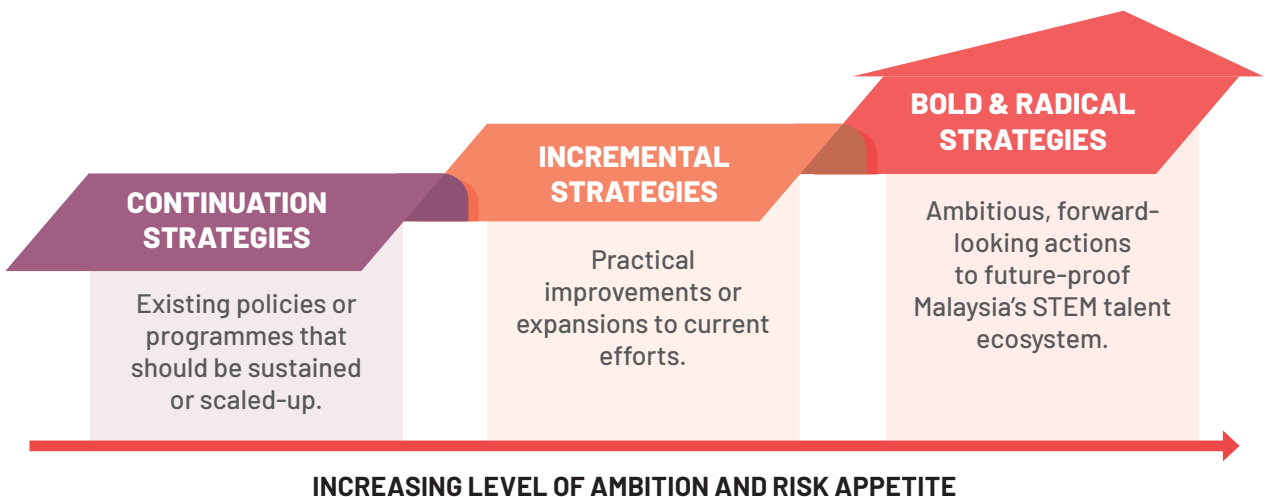 CONTINUATION
STRATEGIES
Existing policies or
programmes that
should be sustained
or scaled-up.
INCREMENTAL
STRATEGIES
Practical
improvements or
expansions to current
efforts.
BOLD & RADICAL
STRATEGIES
Ambitious, forward-
looking actions
to future-proof
Malaysia’s STEM talent
ecosystem.
INCREASING LEVEL OF AMBITION AND RISK APPETITE